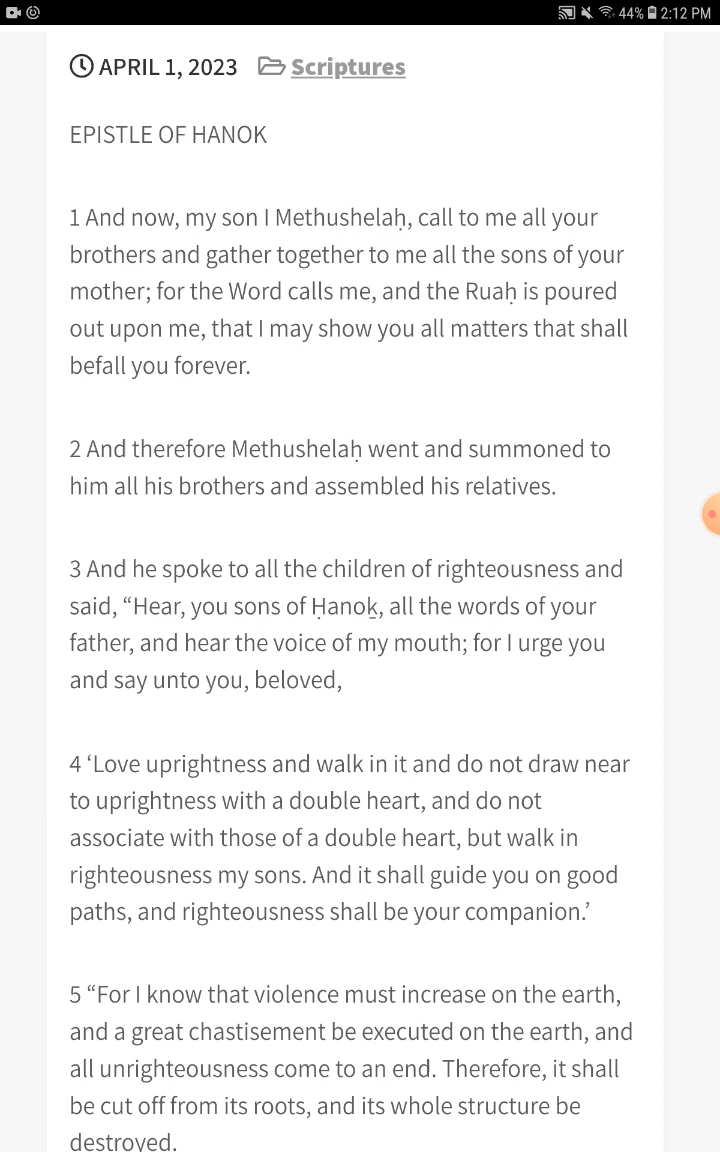 44% 2:12 PM
APRIL 1, 2023 Scriptures
EPISTLE OF HANOK
1 And now, my son I Methushelaḥ, call to me all your
brothers and gather together to me all the sons of your
mother; for the Word calls me, and the Ruaḥ is poured
out upon me, that I may show you all matters that shall
befall you forever.
2 And therefore Methushelaḥ went and summoned to
him all his brothers and assembled his relatives.
3 And he spoke to all the children of righteousness and
said, “Hear, you sons of Ḥanoḵ, all the words of your
father, and hear the voice of my mouth; for I urge you
and say unto you, beloved,
4 ‘Love uprightness and walk in it and do not draw near
to uprightness with a double heart, and do not
associate with those of a double heart, but walk in
righteousness my sons. And it shall guide you on good
paths, and righteousness shall be your companion.’
5 “For I know that violence must increase on the earth,
and a great chastisement be executed on the earth, and
all unrighteousness come to an end. Therefore, it shall
be cut off from its roots, and its whole structure be
destroyed.